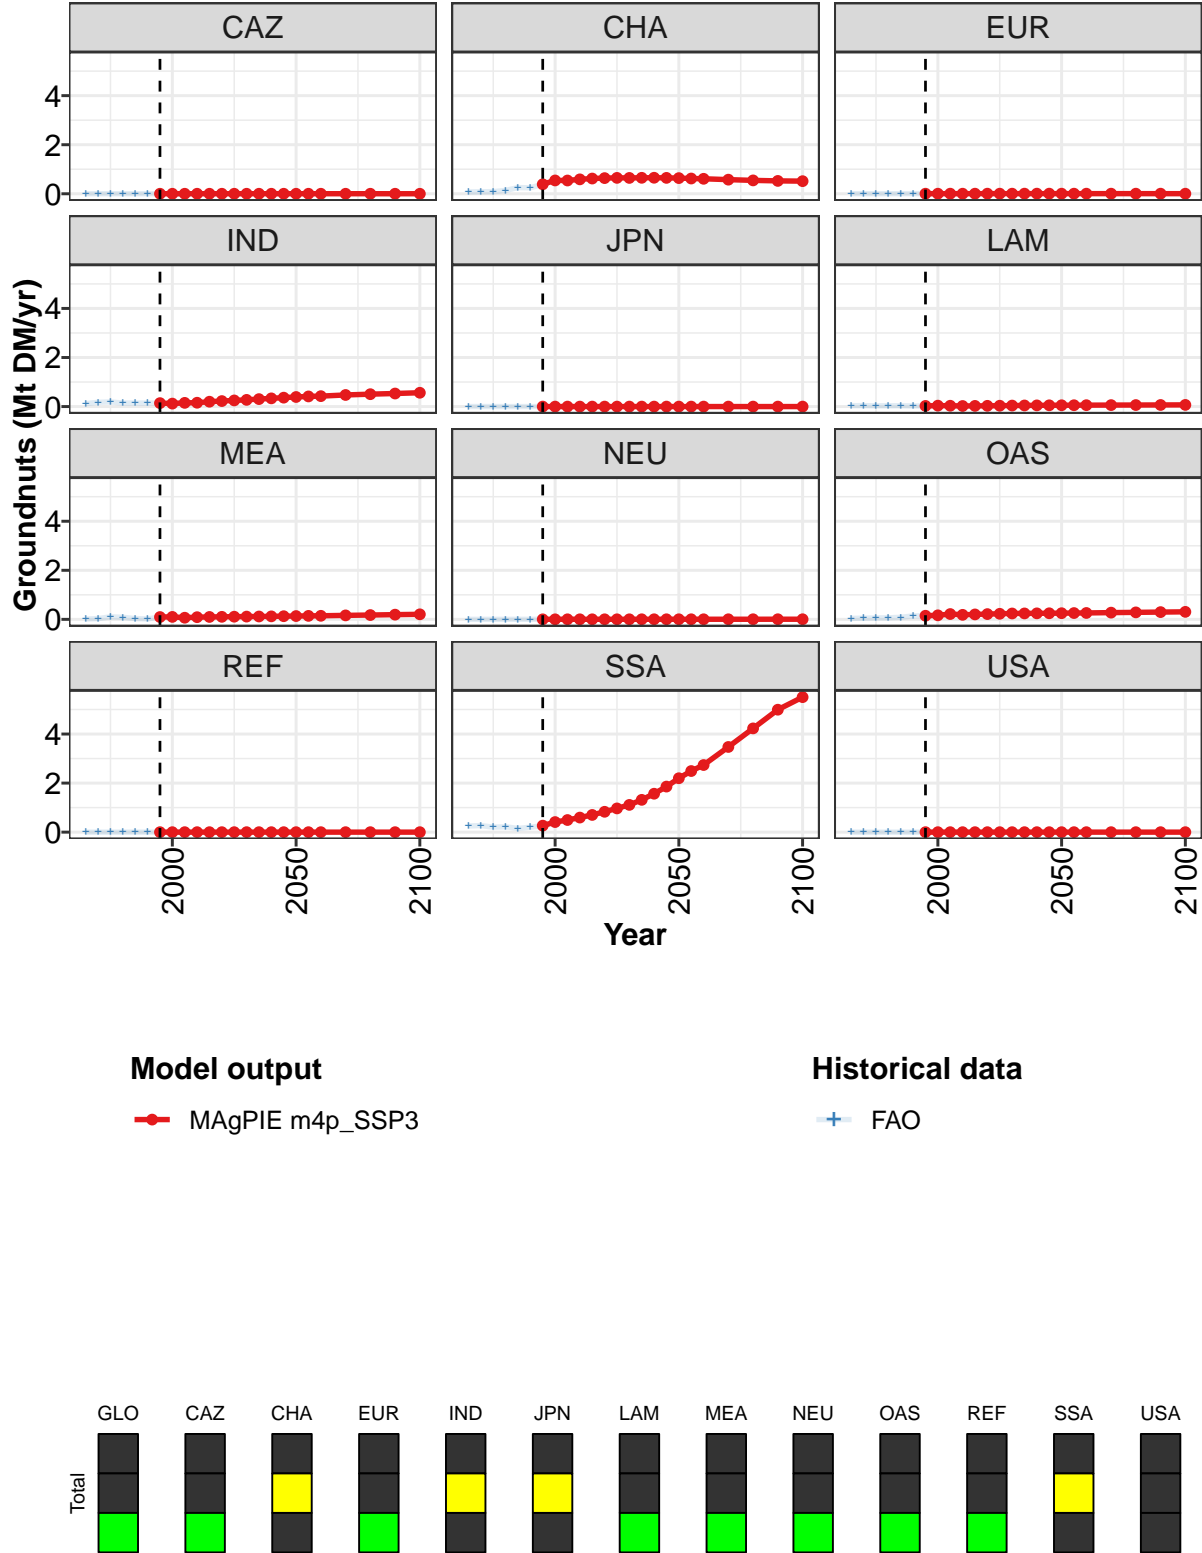 CAZ CHA EUR
4
2
0
IND JPN LAM
4
2
0
MEA NEU OAS
4
2
0
REF SSA USA
4
2
0
Groundnuts (Mt DM/yr)
2000 2050 2100 2000 2050 2100 2000 2050 2100
Year
Model output Historical data
MAgPIE m4p_SSP3 FAO
GLO CAZ CHA EUR IND JPN LAM MEA NEU OAS REF SSA USA
Total